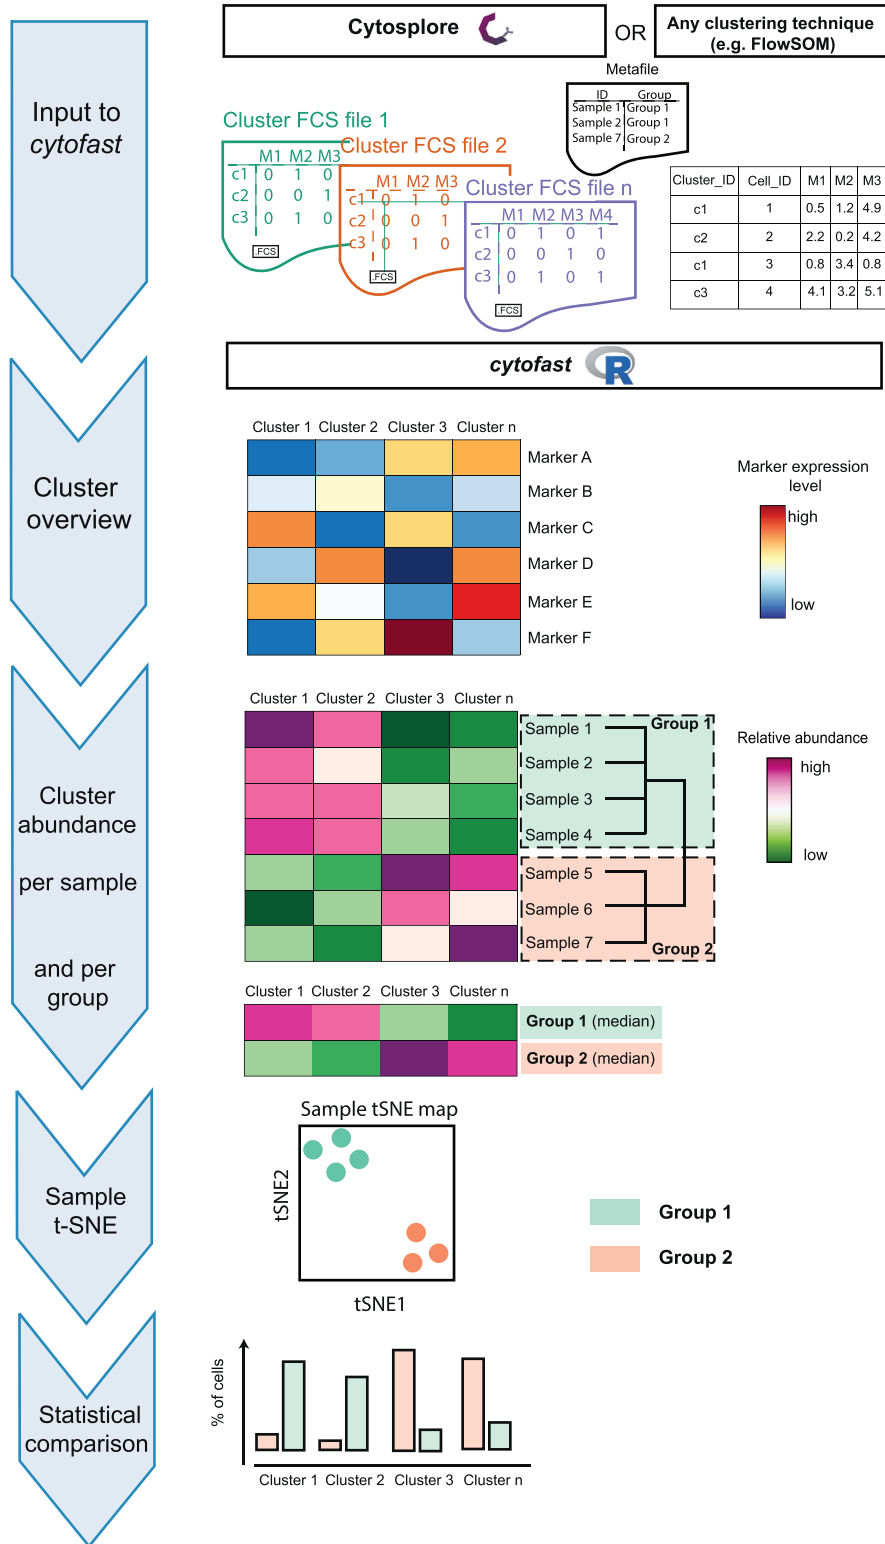 Input to
cytofast
Cytosplore
OR
Any clustering technique
(e.g. FlowSOM)
Metafile
ID Group
Sample 1 Group 1
Sample 2 Group 1
Sample 7 Group 2
Cluster FCS file 1
M1 M2 M3
c1 0 1 0
c2 0 0 1
c3 0 1 0
.FCS
Cluster FCS file 2
M1 M2 M3
c1 0 1 0
0 0 1
c3 0 1 0
.FCS
Cluster FCS file n
M1 M2 M3 M4
c1 0 1 0 1
c2 0 0 1 0
c3 0 1 0 1
.FCS
Cluster_ID Cell_ID M1 M2 M3
c1 1 0.5 1.2 4.9
c2 2 2.2 0.2 4.2
c1 3 0.8 3.4 0.8
c3 4 4.1 3.2 5.1
cytofast R
Cluster
overview
Cluster 1 Cluster 2 Cluster 3 Cluster n
Marker A
Marker B
Marker C
Marker D
Marker E
Marker F
Marker expression
level
high
low
Cluster
abundance
per sample
and per
group
Cluster 1 Cluster 2 Cluster 3 Cluster n
Group 1
Sample 1
Sample 2
Sample 3
Sample 4
Sample 5
Sample 6
Sample 7
Group 2
Relative abundance
high
low
Cluster 1 Cluster 2 Cluster 3 Cluster n
Group 1 (median)
Group 2 (median)
Sample
t-SNE
Sample tSNE map
tSNE2
tSNE1
Group 1
Group 2
Statistical
comparison
% of cells
Cluster 1 Cluster 2 Cluster 3 Cluster n